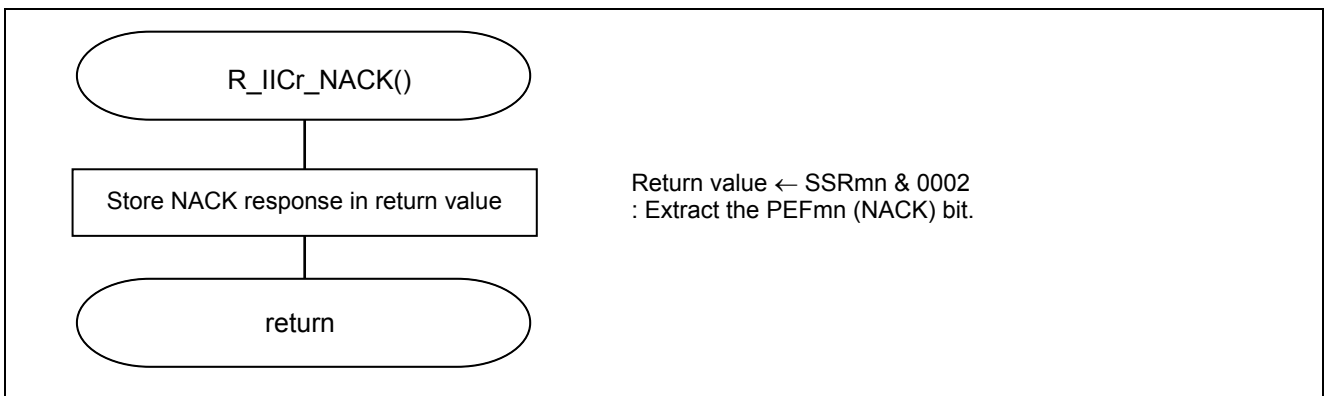 R_IICr_NACK()
Store NACK response in return value
Return value ← SSRmn & 0002
: Extract the PEFmn (NACK) bit.
return